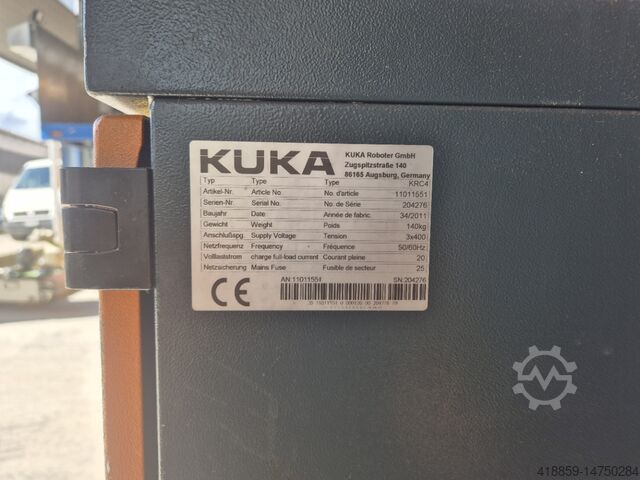 KUKA
KUKA Roboter GmbH
Zugspitzstraße 140
86165 Augsburg, Germany
Typ Type Type KRC4
Artikel-Nr. Article No. No. d'article 11011551
Serien-Nr. Serial No. No. de Série 204276
Baujahr Date Année de fabric. 34/2011
Gewicht Weight Poids 140kg
Anschlußspg. Supply Voltage Tension 3x400
Netzfrequenz Frequency Fréquence 50/60Hz
Volllaststrom charge full-load current Courant pleine 20
Netzsicherung Mains Fuse Fusible de secteur 25
AN:11011551 SN:204276
CE
418859-14750284